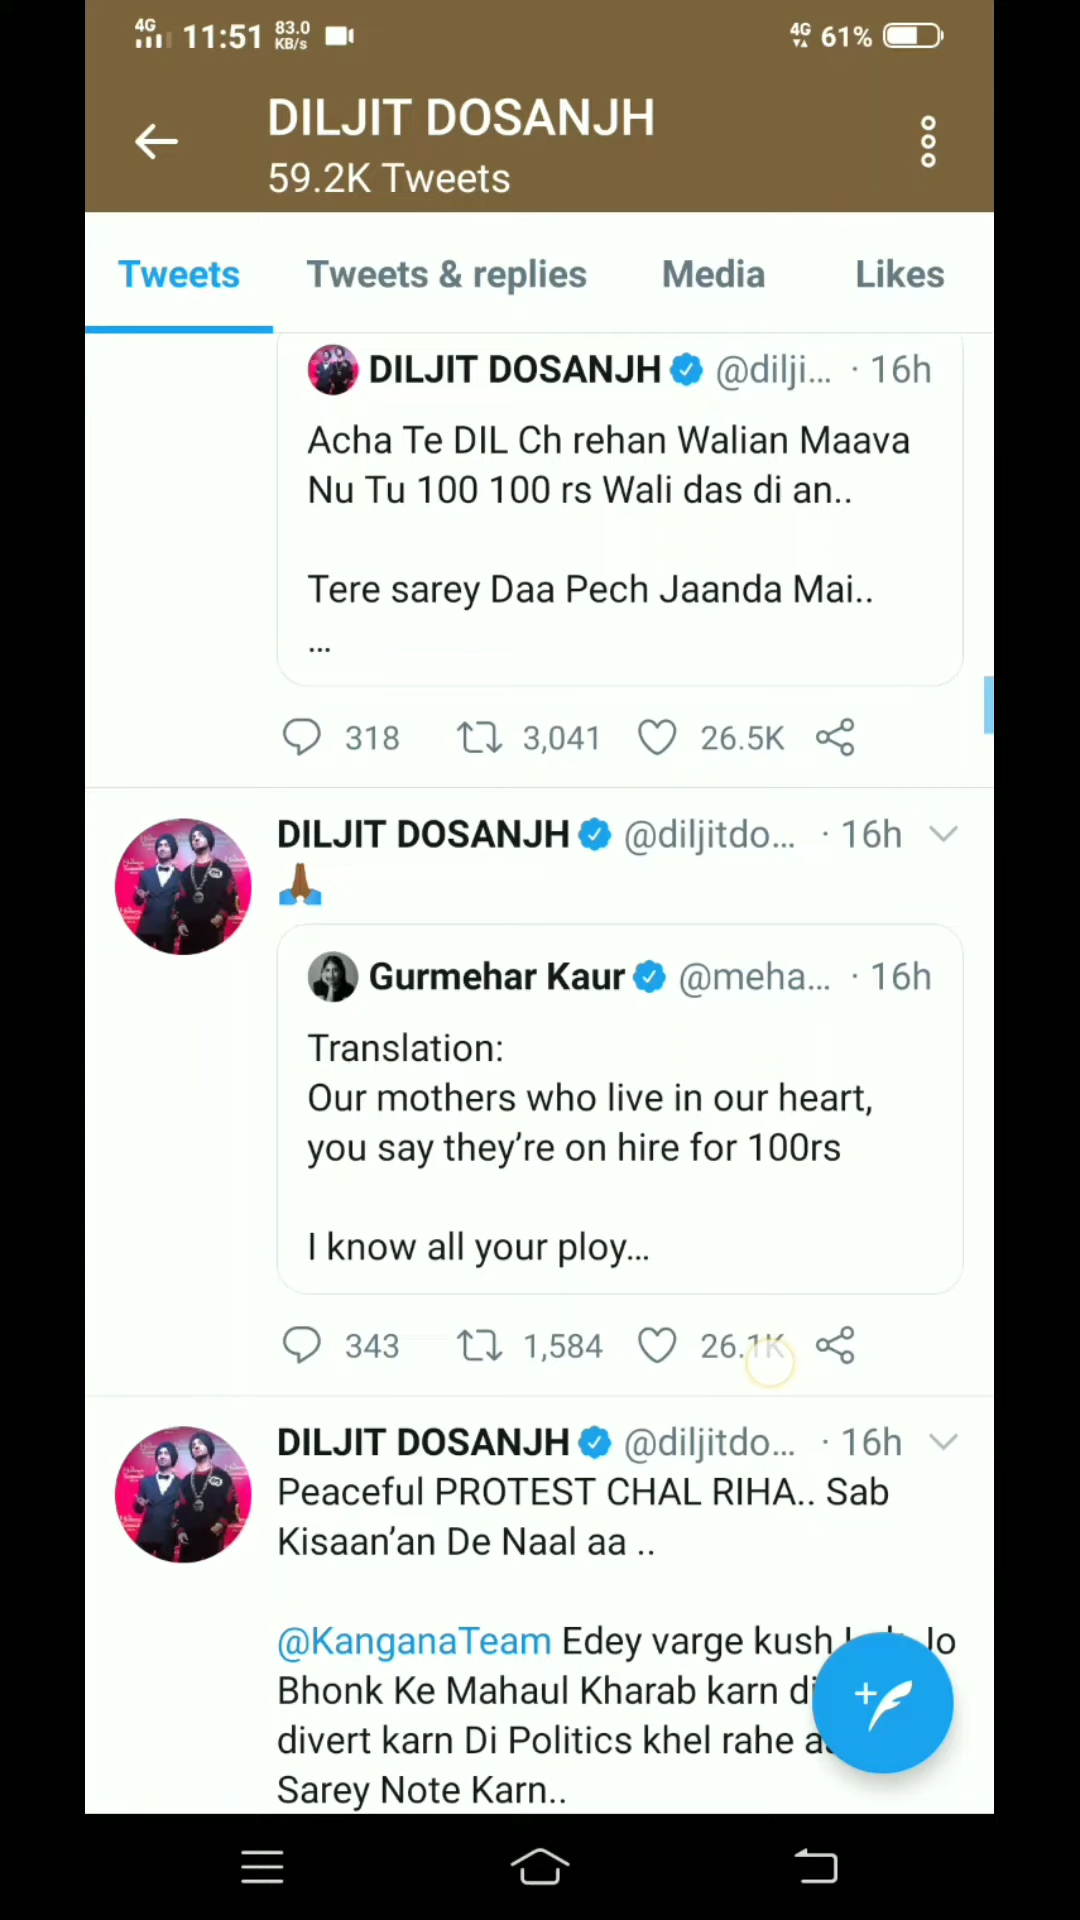 4G 11:51 83.0 KB/s 4G 61%
DILJIT DOSANJH
59.2K Tweets
Tweets Tweets & replies Media Likes
DILJIT DOSANJH @dilji... · 16h
Acha Te DIL Ch rehan Walian Maava
Nu Tu 100 100 rs Wali das di an..
Tere sarey Daa Pech Jaanda Mai..
...
318 3,041 26.5K
DILJIT DOSANJH @diljitdo... · 16h
Gurmehar Kaur @meha... · 16h
Translation:
Our mothers who live in our heart,
you say they’re on hire for 100rs
I know all your ploy...
343 1,584 26.1K
DILJIT DOSANJH @diljitdo... · 16h
Peaceful PROTEST CHAL RIHA.. Sab
Kisaan’an De Naal aa ..
@KanganaTeam Edey varge kush Jo
Bhonk Ke Mahaul Kharab karn
divert karn Di Politics khel rahe
Sarey Note Karn..